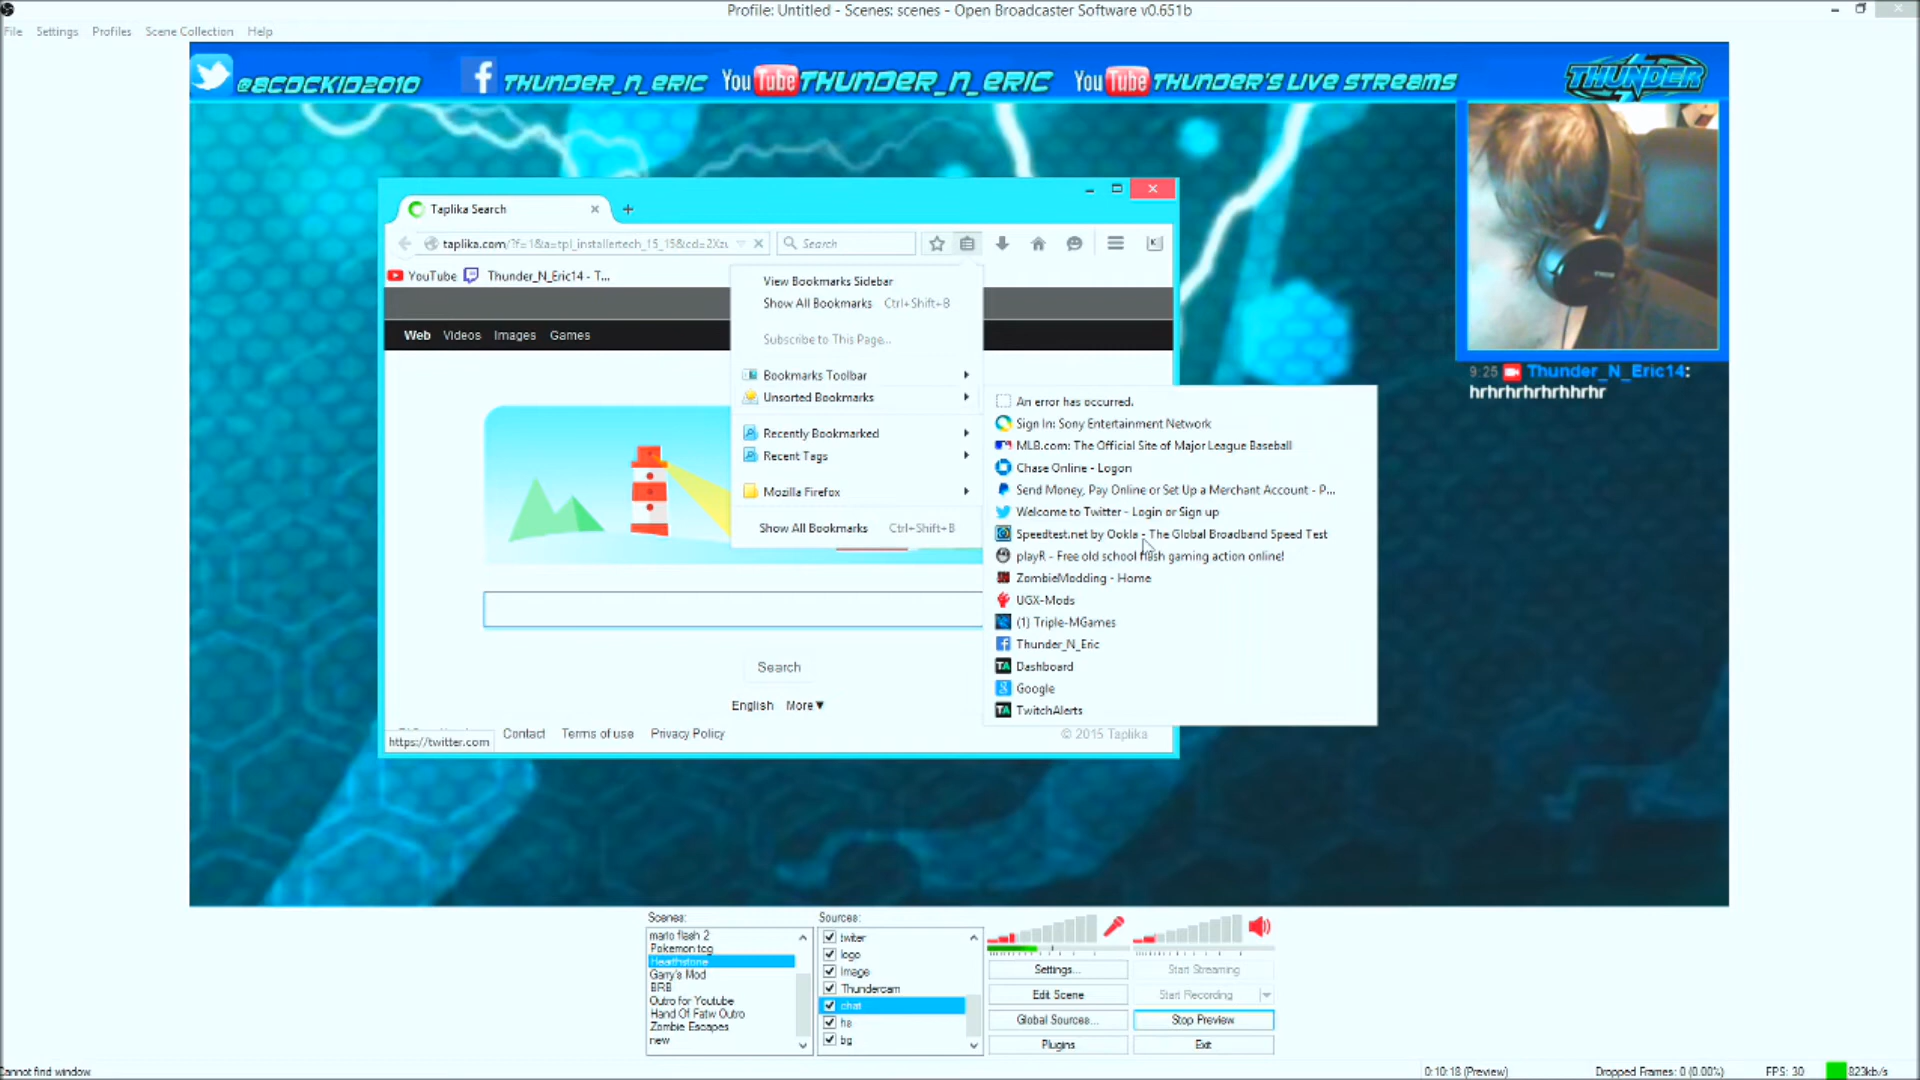 Profile: Untitled - Scenes: scenes - Open Broadcaster Software v0.651b
File Settings Profiles Scene Collection Help
@acdckid2010 Thunder_n_Eric YouTube Thunder_n_Eric YouTube Thunder's Live Streams THUNDER
Taplika Search
taplika.com/?f=1&a=tpl_installertech_15_15&cd=2Xzu Search
YouTube Thunder_N_Eric14 - T...
Web Videos Images Games
View Bookmarks Sidebar
Show All Bookmarks Ctrl+Shift+B
Subscribe to This Page...
Bookmarks Toolbar
Unsorted Bookmarks
Recently Bookmarked
Recent Tags
Mozilla Firefox
Show All Bookmarks Ctrl+Shift+B
An error has occurred.
Sign In: Sony Entertainment Network
MLB.com: The Official Site of Major League Baseball
Chase Online - Logon
Send Money, Pay Online or Set Up a Merchant Account - P...
Welcome to Twitter - Login or Sign up
Speedtest.net by Ookla - The Global Broadband Speed Test
playR - Free old school flash gaming action online!
ZombieModding - Home
UGX-Mods
(1) Triple-MGames
Thunder_N_Eric
Dashboard
Google
TwitchAlerts
Search
English More▼
Contact Terms of use Privacy Policy
© 2015 Taplika
https://twitter.com
9:25 Thunder_N_Eric14:
hrhrhrhrhrhhrhr
Scenes:
mario flash 2
Pokemon tcg
Hearthstone
Garry's Mod
BRB
Outro for Youtube
Hand Of Fatw Outro
Zombie Escapes
new
Sources:
twiter
logo
image
Thundercam
chat
hs
bg
Settings...
Edit Scene
Global Sources...
Plugins
Start Streaming
Start Recording
Stop Preview
Exit
Cannot find window
0:10:18 (Preview)
Dropped Frames: 0 (0.00%)
FPS: 30
823kb/s